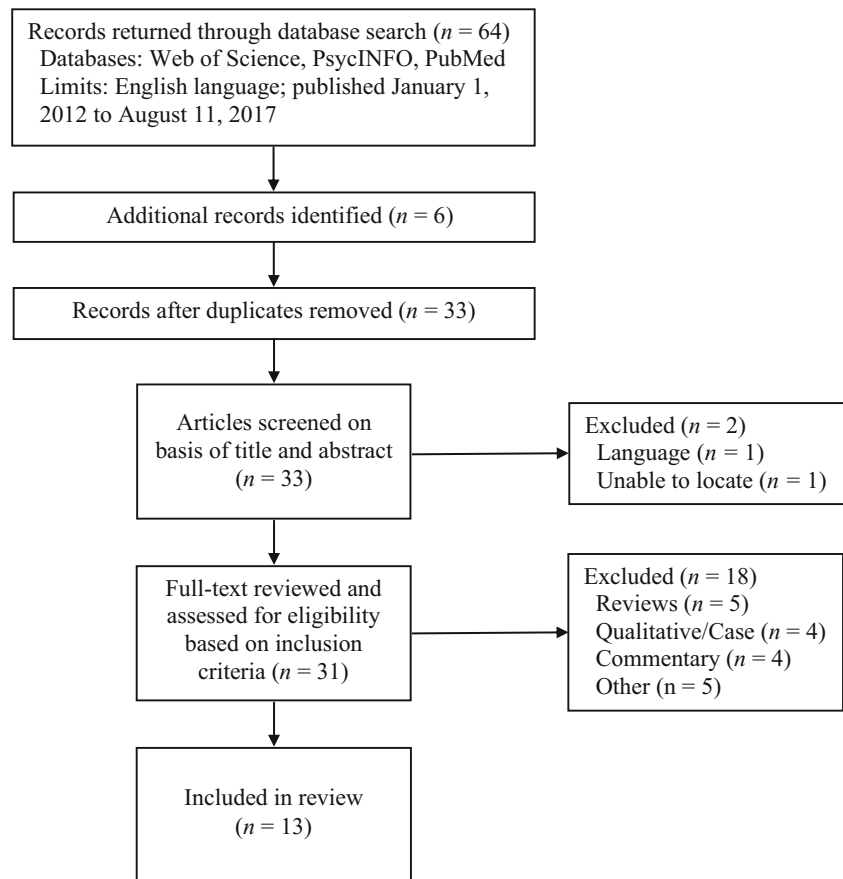 Records returned through database search (n = 64)
Databases: Web of Science, PsycINFO, PubMed
Limits: English language; published January 1,
2012 to August 11, 2017
Additional records identified (n = 6)
Records after duplicates removed (n = 33)
Articles screened on
basis of title and abstract
(n = 33)
Excluded (n = 2)
Language (n = 1)
Unable to locate (n = 1)
Full-text reviewed and
assessed for eligibility
based on inclusion
criteria (n = 31)
Excluded (n = 18)
Reviews (n = 5)
Qualitative/Case (n = 4)
Commentary (n = 4)
Other (n = 5)
Included in review
(n = 13)